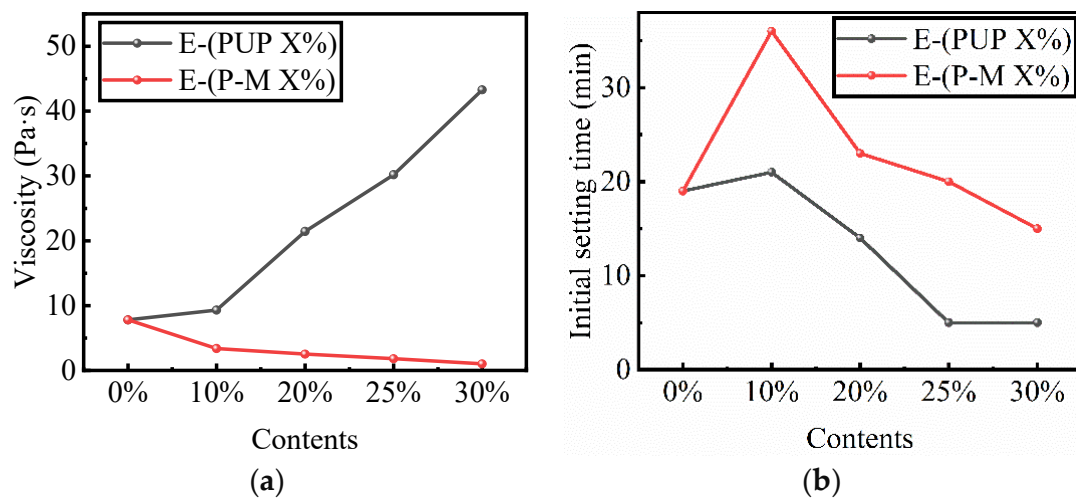 E-(PUP X%)
E-(P-M X%)
Viscosity (Pa·s)
50
40
30
20
10
0
0% 10% 20% 25% 30%
Contents
(a)
E-(PUP X%)
E-(P-M X%)
Initial setting time (min)
30
20
10
0
0% 10% 20% 25% 30%
Contents
(b)